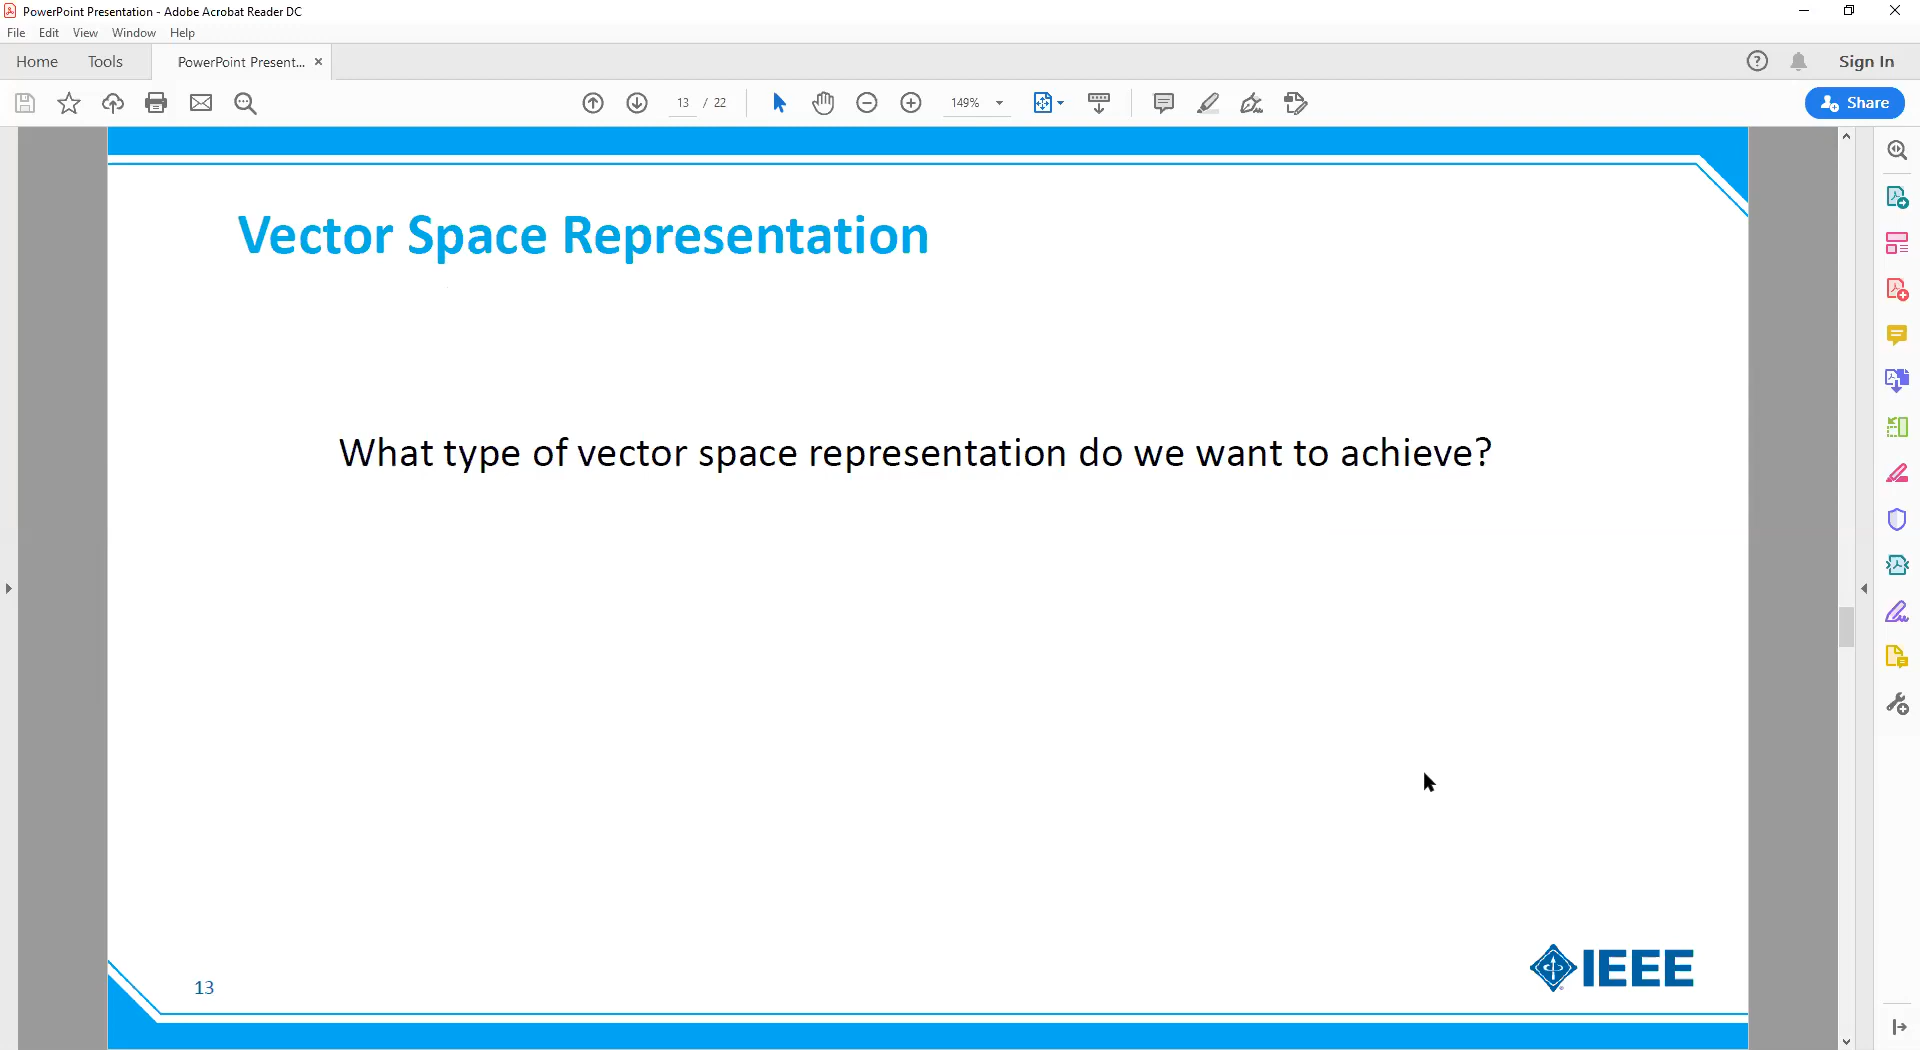 PowerPoint Presentation - Adobe Acrobat Reader DC
File Edit View Window Help
Home Tools PowerPoint Present... × ? Sign In
13 / 22 149% Share
Vector Space Representation
What type of vector space representation do we want to achieve?
IEEE
13